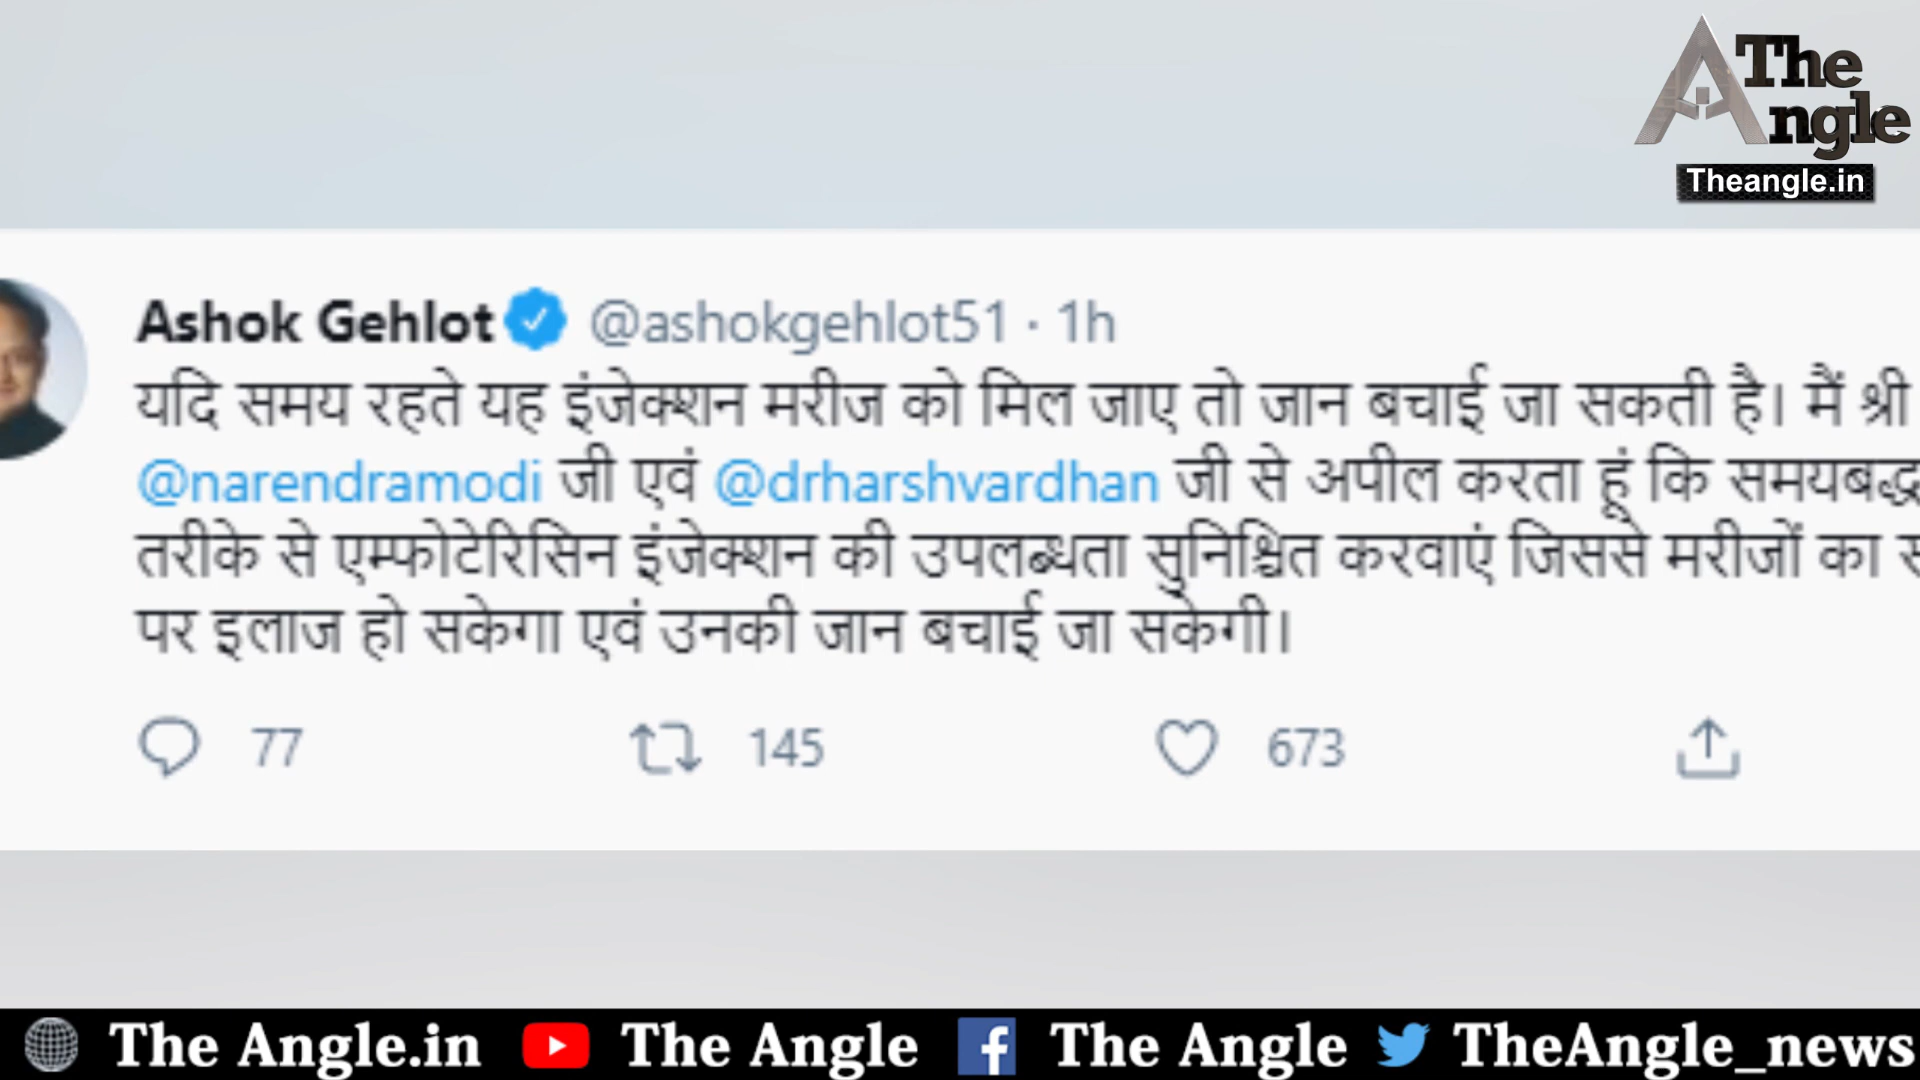 The
Angle
Theangle.in
Ashok Gehlot @ashokgehlot51 · 1h
यदि समय रहते यह इंजेक्शन मरीज को मिल जाए तो जान बचाई जा सकती है। मैं श्री
@narendramodi जी एवं @drharshvardhan जी से अपील करता हूं कि समयबद्ध
तरीके से एम्फोटेरिसिन इंजेक्शन की उपलब्धता सुनिश्चित करवाएं जिससे मरीजों का
पर इलाज हो सकेगा एवं उनकी जान बचाई जा सकेगी।
77 145 673
The Angle.in The Angle The Angle TheAngle_news